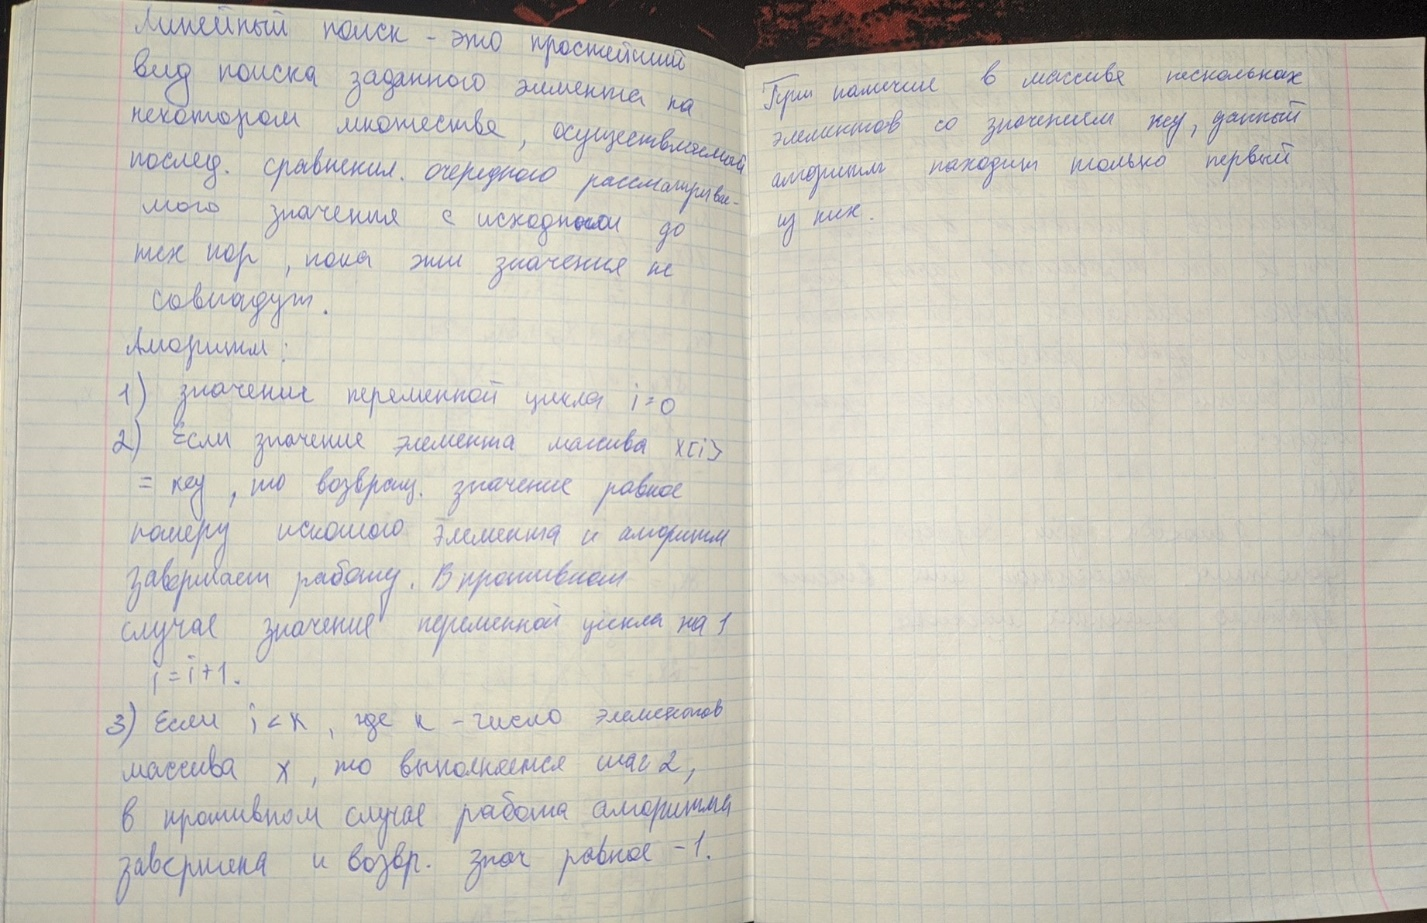 Линейный поиск - это простейший
вид поиска заданного элемента на
некотором множестве, осуществляемый
послед. сравнения. очередного рассматривае-
мого значения с исходным до
тех пор, пока эти значения не
совпадут.
Алгоритм:
1) значение переменной цикла i=0
2) Если значение элемента массива x[i]
= key, то возвращ. значение равное
номеру искомого элемента и алгоритм
завершает работу. В противном
случае значение переменной цикла на 1
i=i+1.
3) Если i<k, где k - число элементов
массива x, то выполняется шаг 2,
в противном случае работа алгоритма
завершена и возвр. знач равное -1.
При наличие в массиве нескольких
элементов со значением key, данный
алгоритм находит только первый
из них.